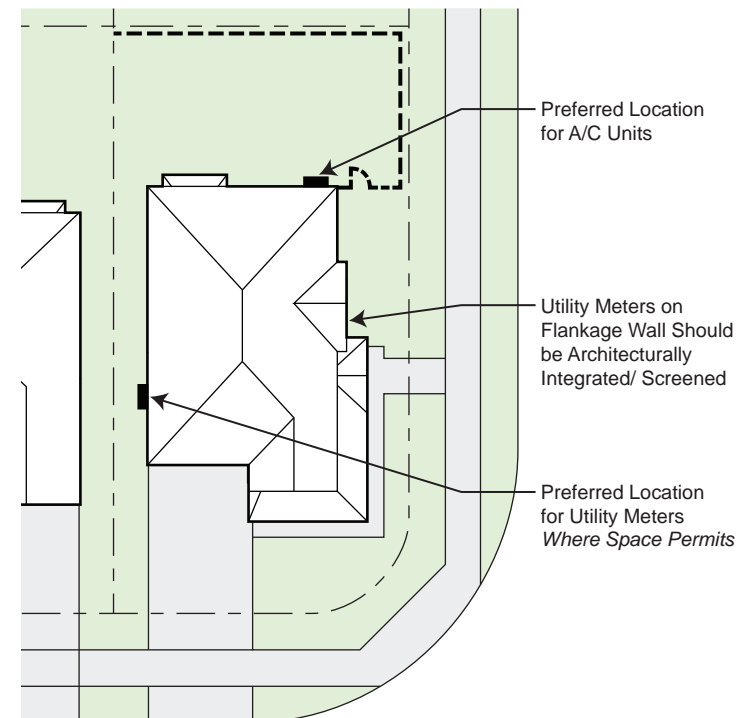 Preferred Location
for A/C Units
Utility Meters on
Flankage Wall Should
be Architecturally
Integrated/ Screened
Preferred Location
for Utility Meters
Where Space Permits